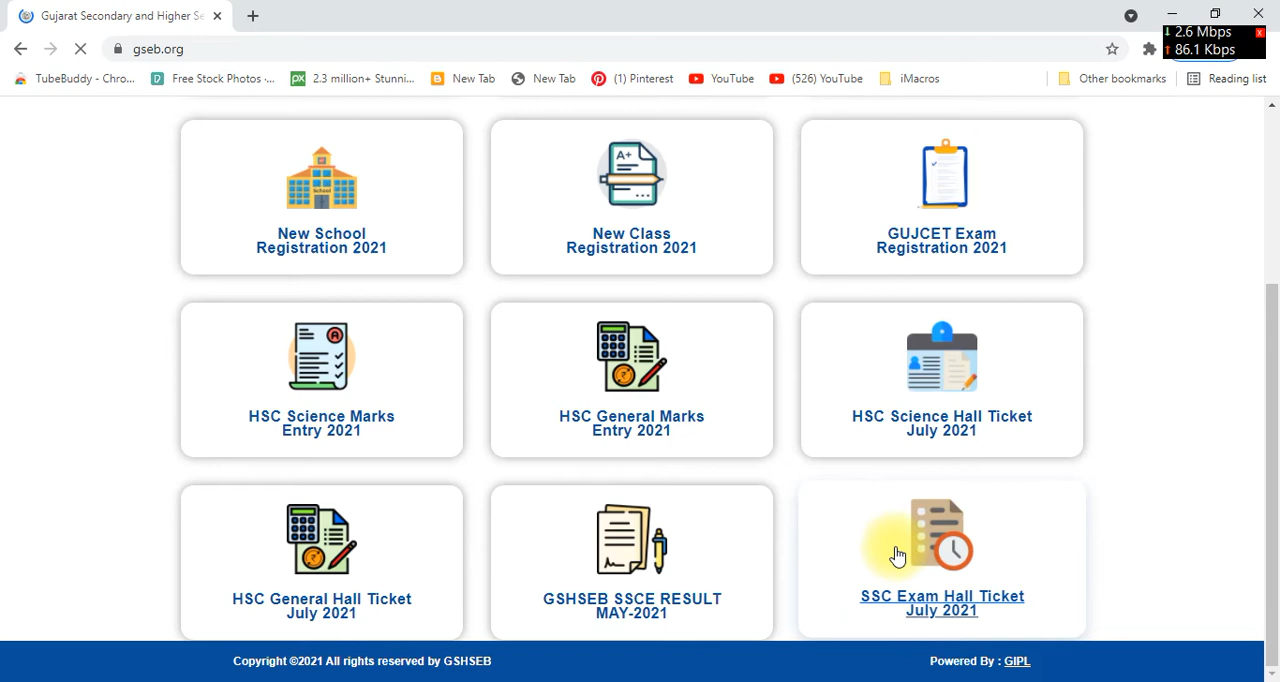 Gujarat Secondary and Higher Se
gseb.org
2.6 Mbps
86.1 Kbps
x
TubeBuddy - Chro...
Free Stock Photos -...
px
2.3 million+ Stunni...
New Tab
New Tab
(1) Pinterest
YouTube
(526) YouTube
iMacros
Other bookmarks
Reading list
School
New School
Registration 2021
A+
New Class
Registration 2021
GUJCET Exam
Registration 2021
A
HSC Science Marks
Entry 2021
HSC General Marks
Entry 2021
HSC Science Hall Ticket
July 2021
HSC General Hall Ticket
July 2021
GSHSEB SSCE RESULT
MAY-2021
SSC Exam Hall Ticket
July 2021
Copyright ©2021 All rights reserved by GSHSEB
Powered By : GIPL